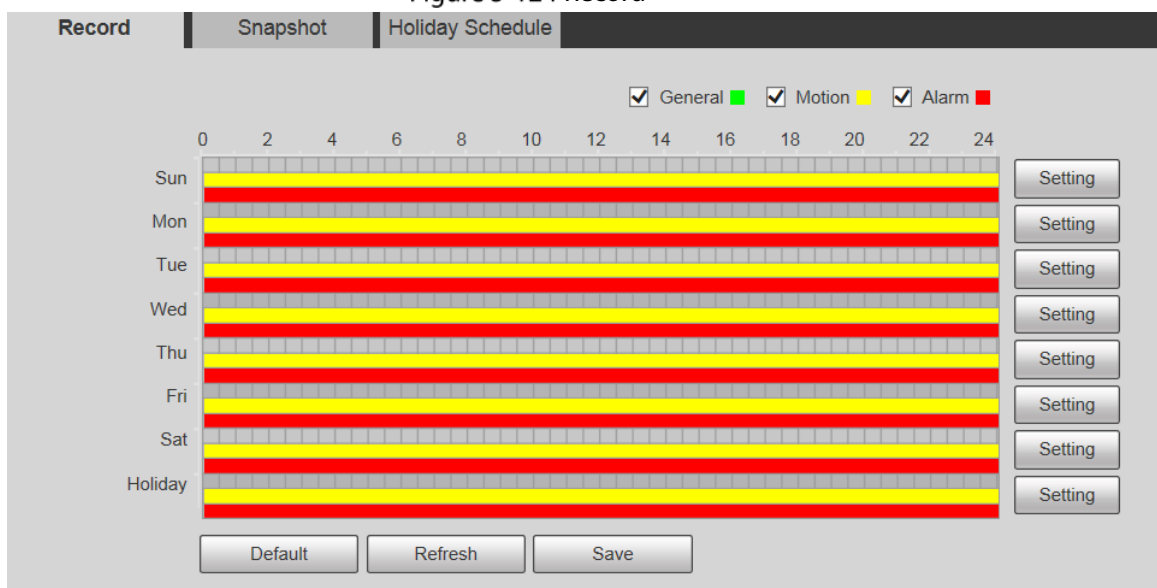 Record Snapshot Holiday Schedule
General Motion Alarm
0 2 4 6 8 10 12 14 16 18 20 22 24
Sun Setting
Mon Setting
Tue Setting
Wed Setting
Thu Setting
Fri Setting
Sat Setting
Holiday Setting
Default Refresh Save